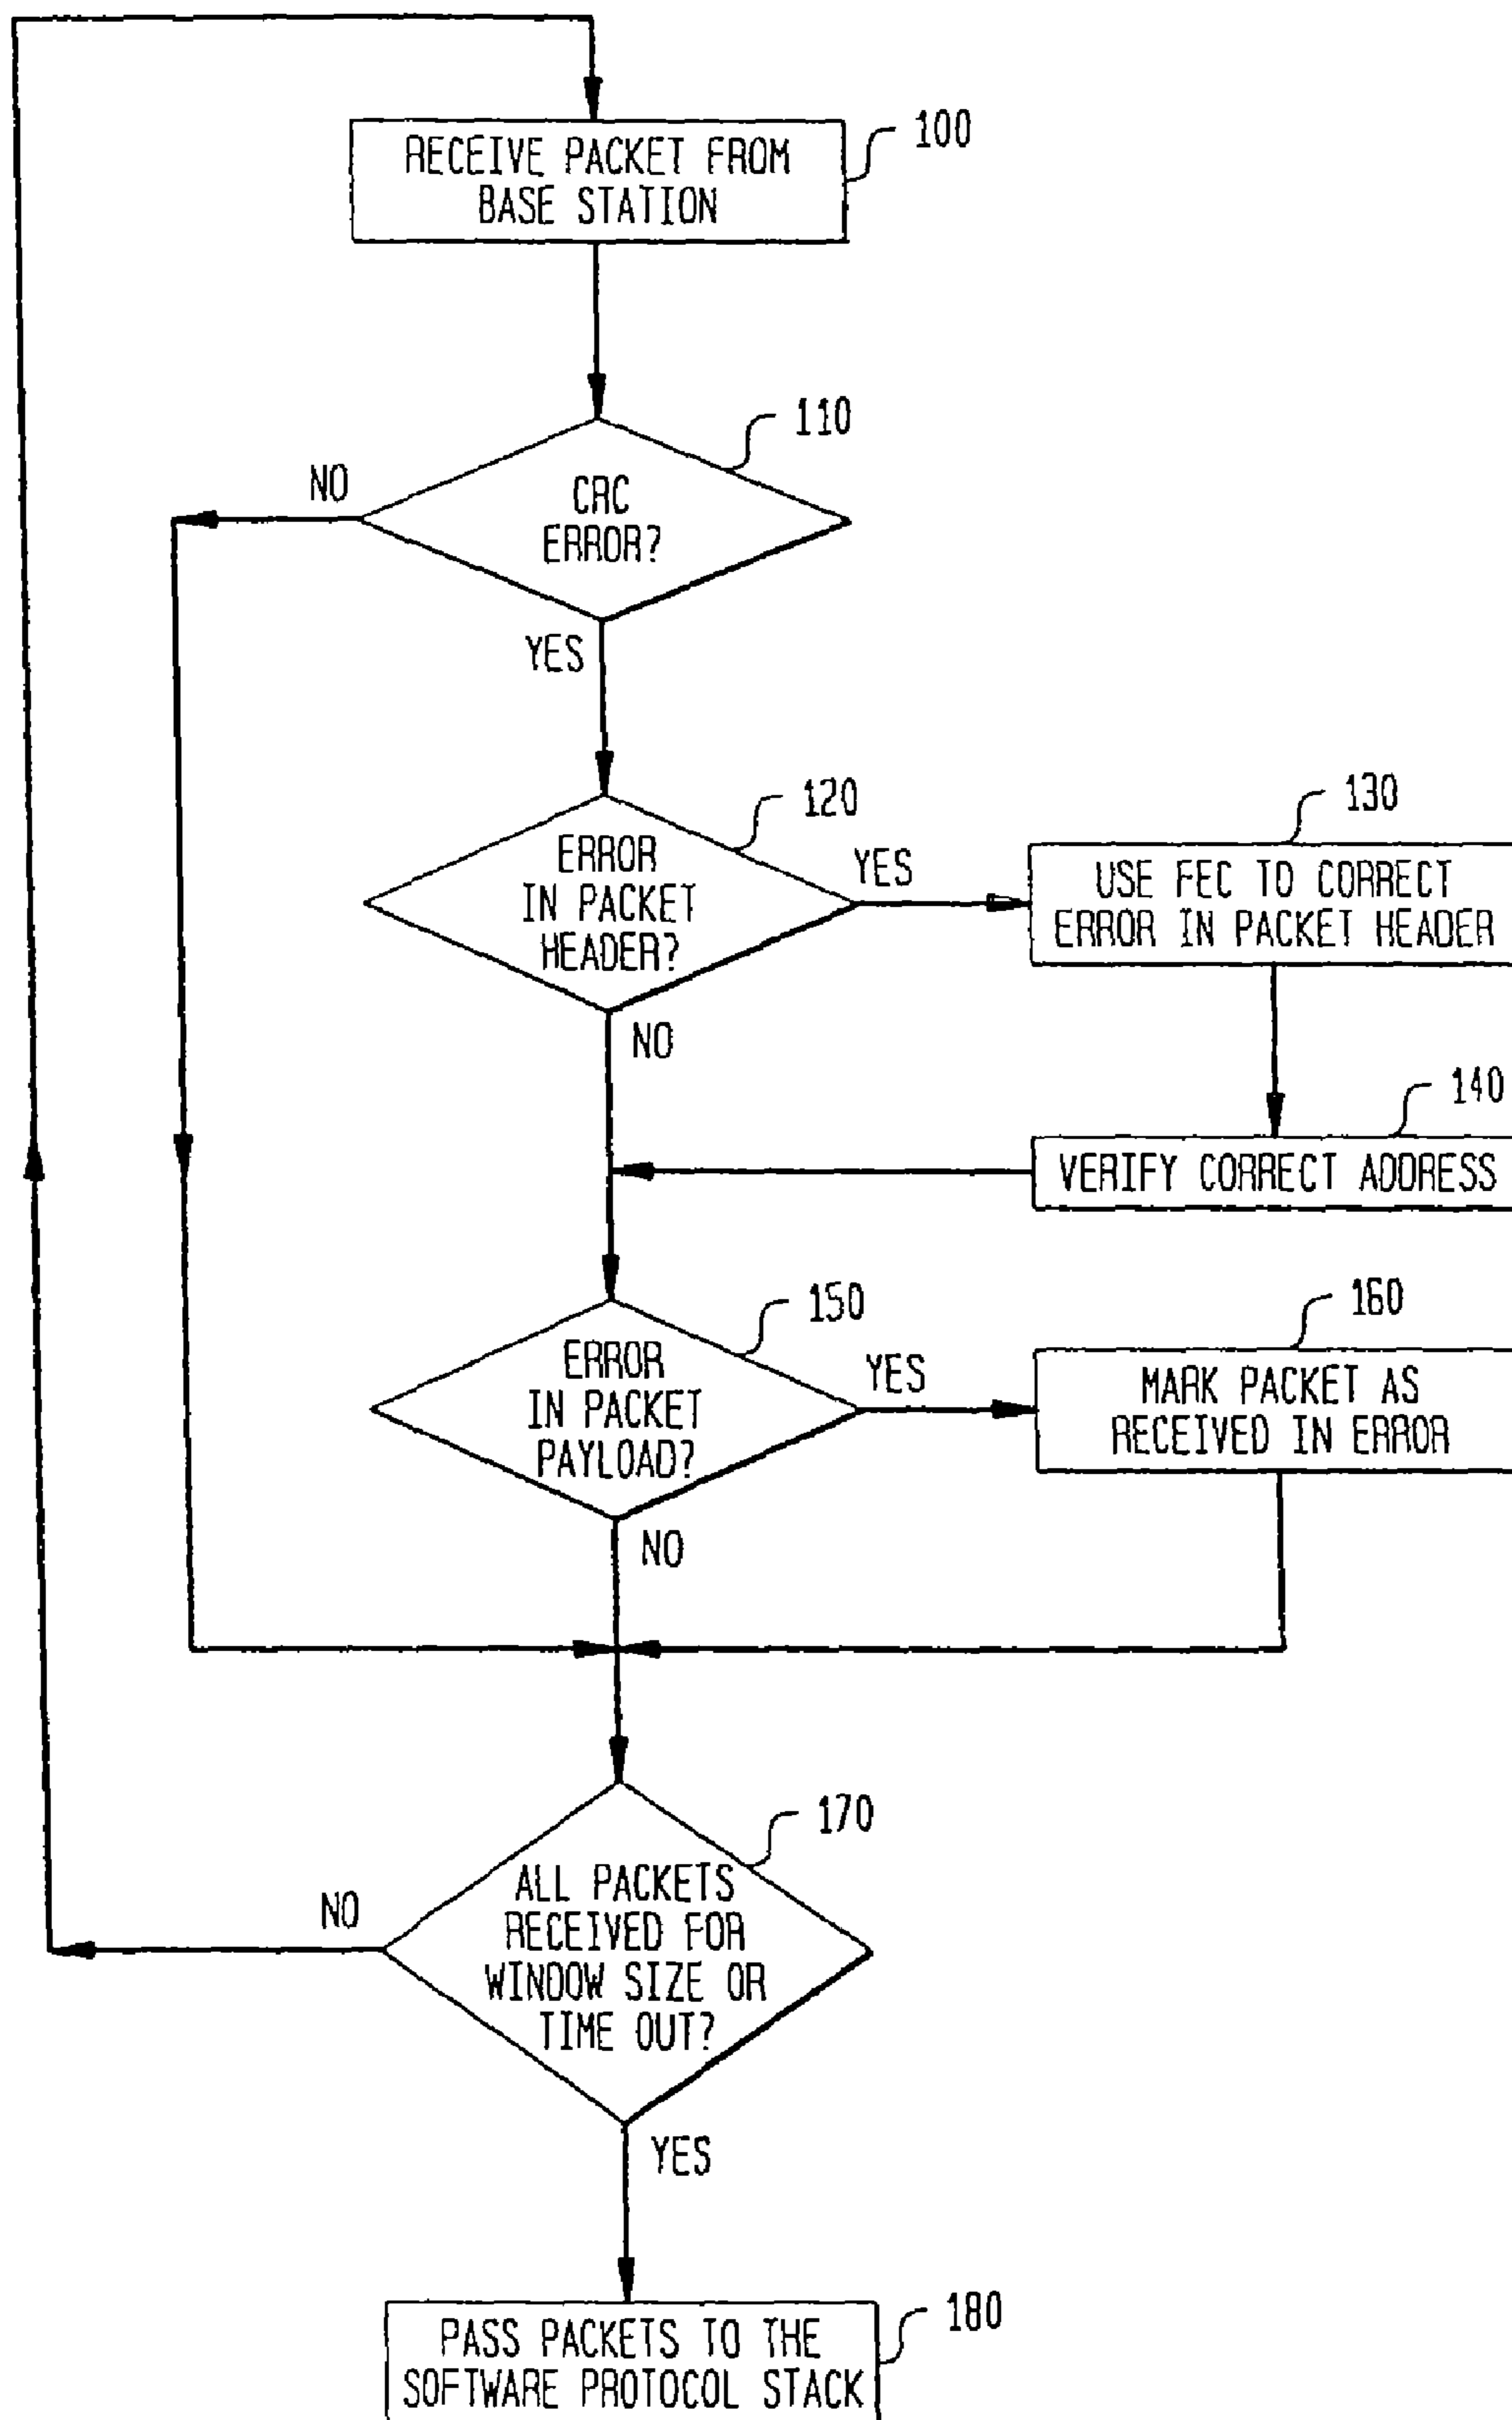 RECEIVE PACKET FROM
BASE STATION
100
CRC
ERROR?
110
NO
YES
ERROR
IN PACKET
HEADER?
120
YES
NO
USE FEC TO CORRECT
ERROR IN PACKET HEADER
130
VERIFY CORRECT ADDRESS
140
ERROR
IN PACKET
PAYLOAD?
150
YES
NO
MARK PACKET AS
RECEIVED IN ERROR
160
ALL PACKETS
RECEIVED FOR
WINDOW SIZE OR
TIME OUT?
170
NO
YES
PASS PACKETS TO THE
SOFTWARE PROTOCOL STACK
180